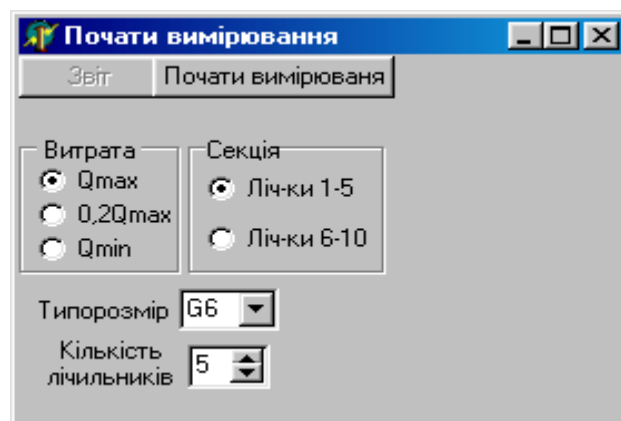 Почати вимірювання
Звіт Почати вимірюваня
Витрата Секція
Qmax Ліч-ки 1-5
0,2Qmax
Qmin Ліч-ки 6-10
Типорозмір G6
Кількість
лічильників 5